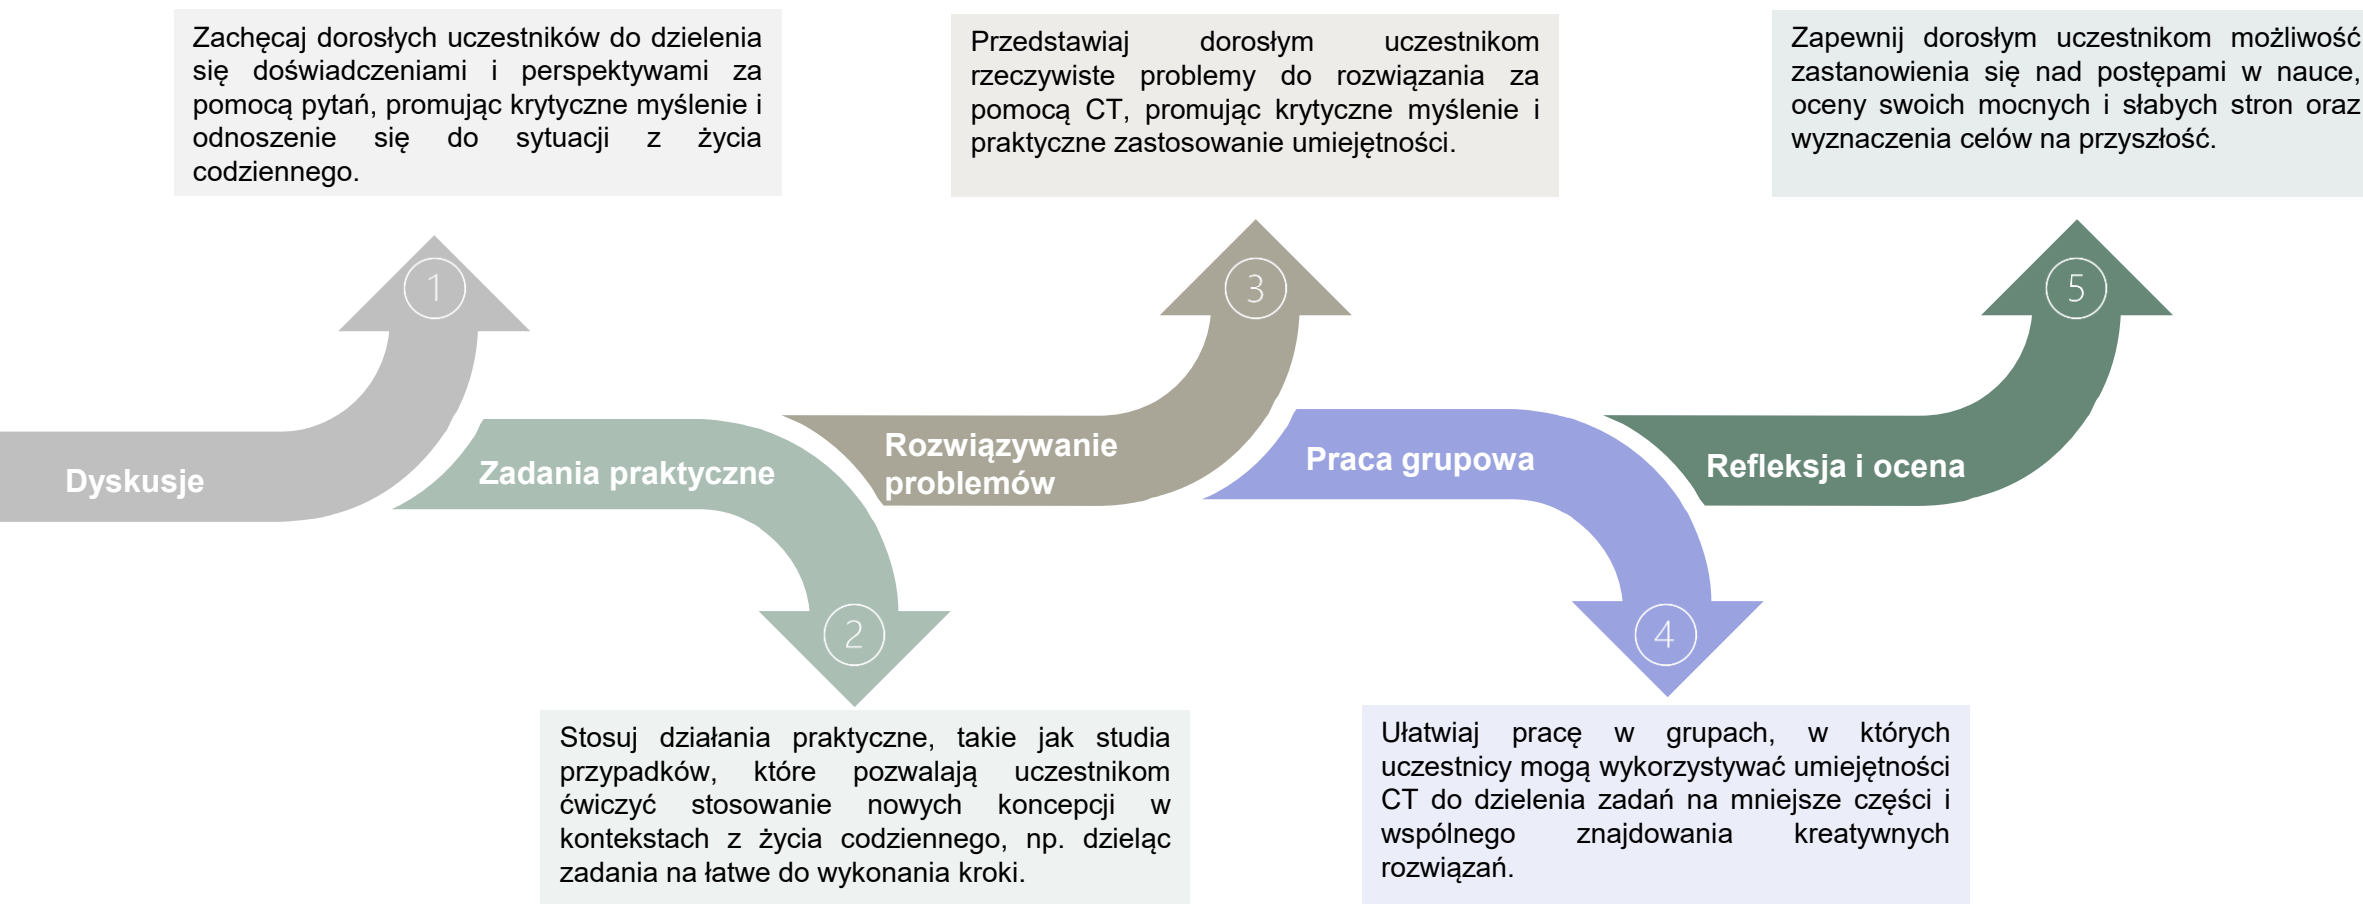 Zachęcaj dorosłych uczestników do dzielenia
się doświadczeniami i perspektywami za
pomocą pytań, promując krytyczne myślenie i
odnoszenie się do sytuacji z życia
codziennego.
1
Dyskusje
Zadania praktyczne
2
Stosuj działania praktyczne, takie jak studia
przypadków, które pozwalają uczestnikom
ćwiczyć stosowanie nowych koncepcji w
kontekstach z życia codziennego, np. dzieląc
zadania na łatwe do wykonania kroki.
Przedstawiaj dorosłym uczestnikom
rzeczywiste problemy do rozwiązania za
pomocą CT, promując krytyczne myślenie i
praktyczne zastosowanie umiejętności.
3
Rozwiązywanie
problemów
Praca grupowa
4
Ułatwiaj pracę w grupach, w których
uczestnicy mogą wykorzystywać umiejętności
CT do dzielenia zadań na mniejsze części i
wspólnego znajdowania kreatywnych
rozwiązań.
Zapewnij dorosłym uczestnikom możliwość
zastanowienia się nad postępami w nauce,
oceny swoich mocnych i słabych stron oraz
wyznaczenia celów na przyszłość.
5
Refleksja i ocena